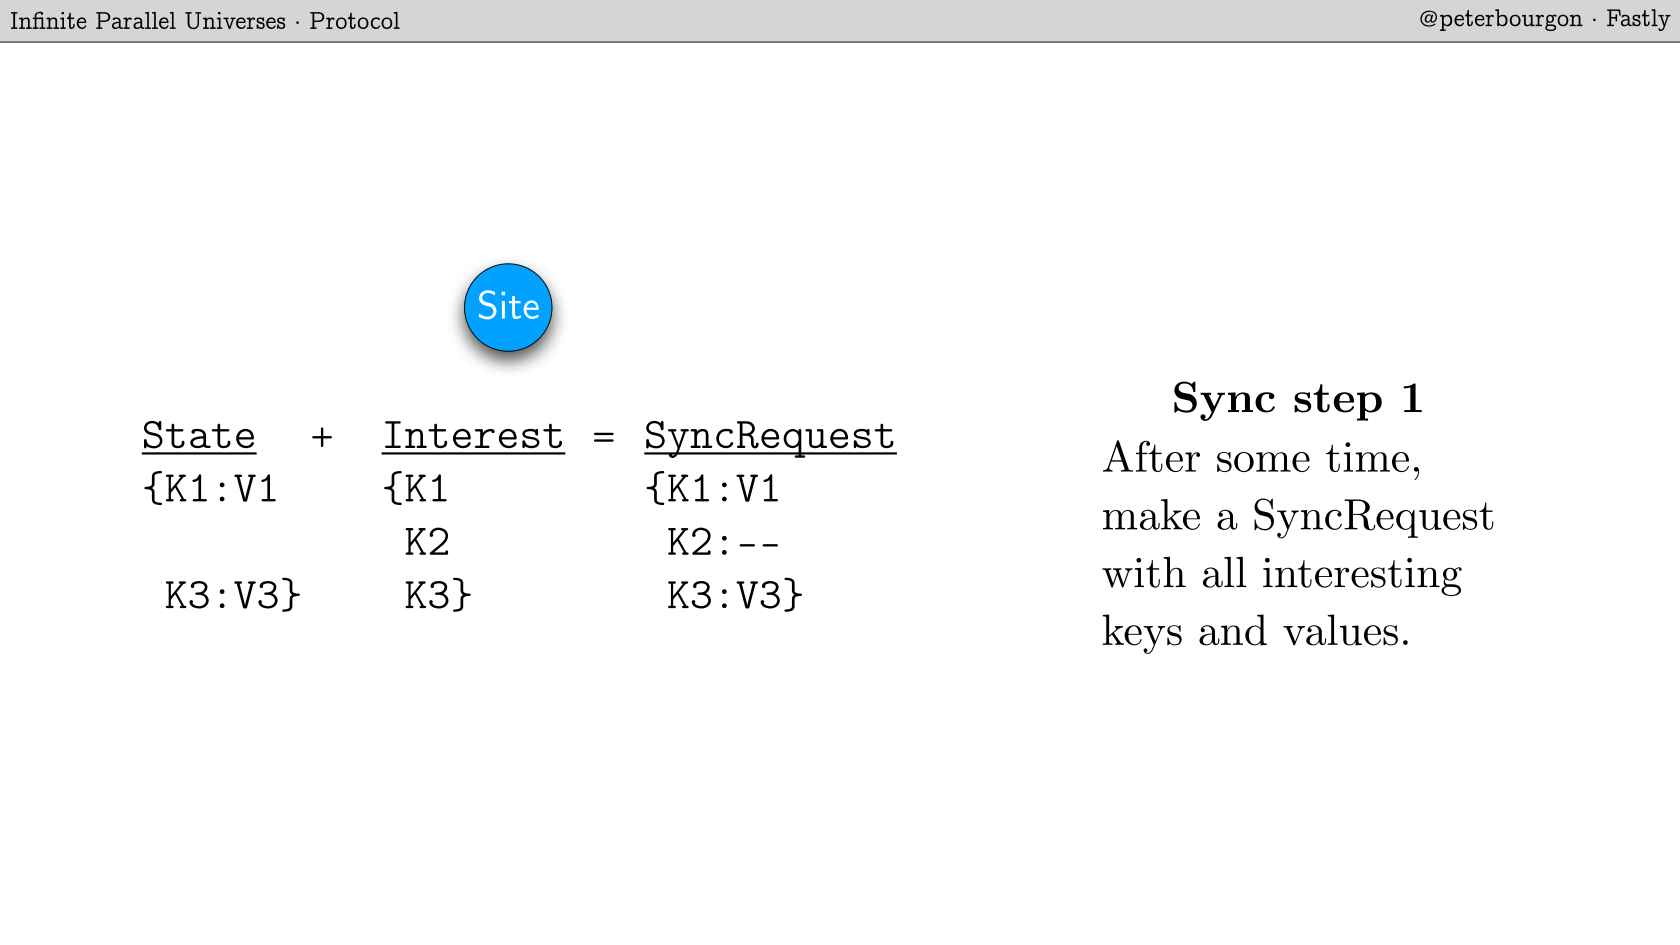 Infinite Parallel Universes · Protocol
@peterbourgon · Fastly
Site
State + Interest = SyncRequest
{K1:V1 {K1 {K1:V1
K2 K2:--
K3:V3} K3} K3:V3}
Sync step 1
After some time,
make a SyncRequest
with all interesting
keys and values.